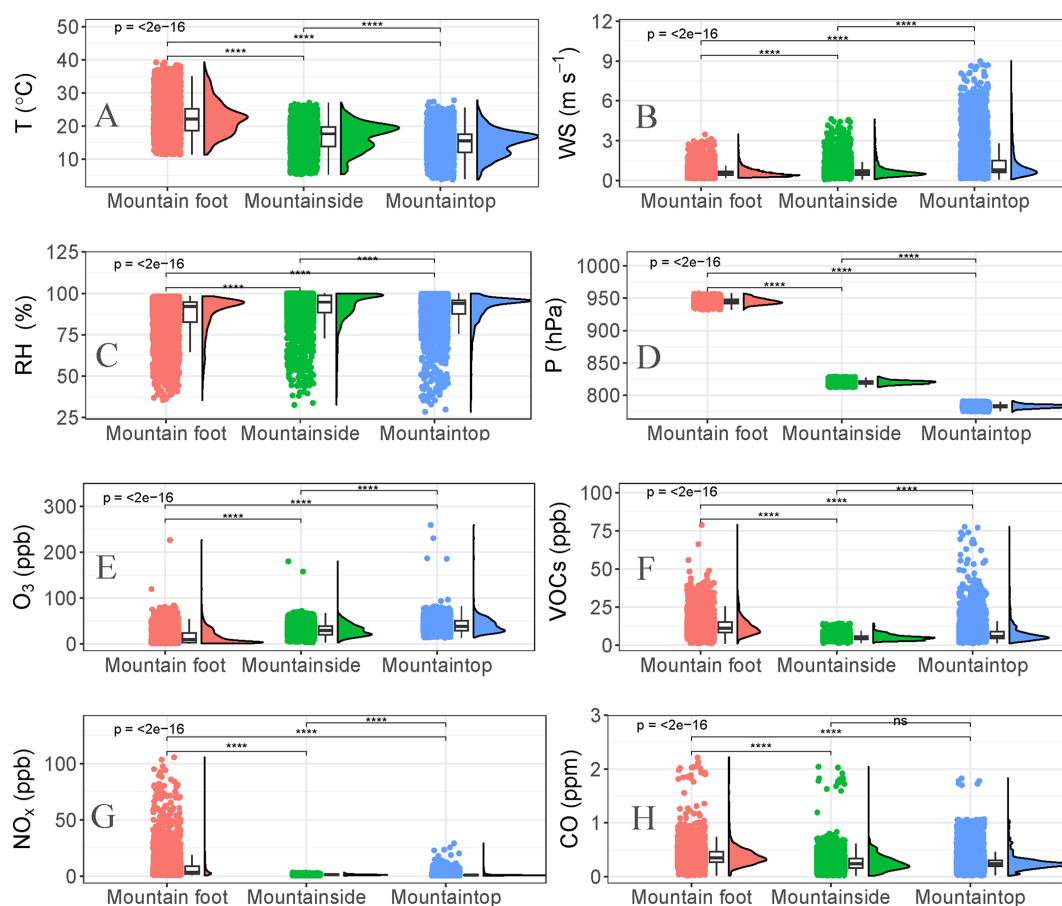 T (°C)
50
40
30
20
10
p = <2e−16
****
****
****
A
Mountain foot Mountainside Mountaintop
WS (m s⁻¹)
12
9
6
3
0
p = <2e−16
****
****
****
B
Mountain foot Mountainside Mountaintop
RH (%)
125
100
75
50
25
p = <2e−16
****
****
****
C
Mountain foot Mountainside Mountaintop
P (hPa)
1000
950
900
850
800
p = <2e−16
****
****
****
D
Mountain foot Mountainside Mountaintop
O₃ (ppb)
300
200
100
0
p = <2e−16
****
****
****
E
Mountain foot Mountainside Mountaintop
VOCs (ppb)
100
75
50
25
0
p = <2e−16
****
****
****
F
Mountain foot Mountainside Mountaintop
NOₓ (ppb)
100
50
0
p = <2e−16
****
****
****
G
Mountain foot Mountainside Mountaintop
CO (ppm)
3
2
1
0
p = <2e−16
ns
****
****
H
Mountain foot Mountainside Mountaintop